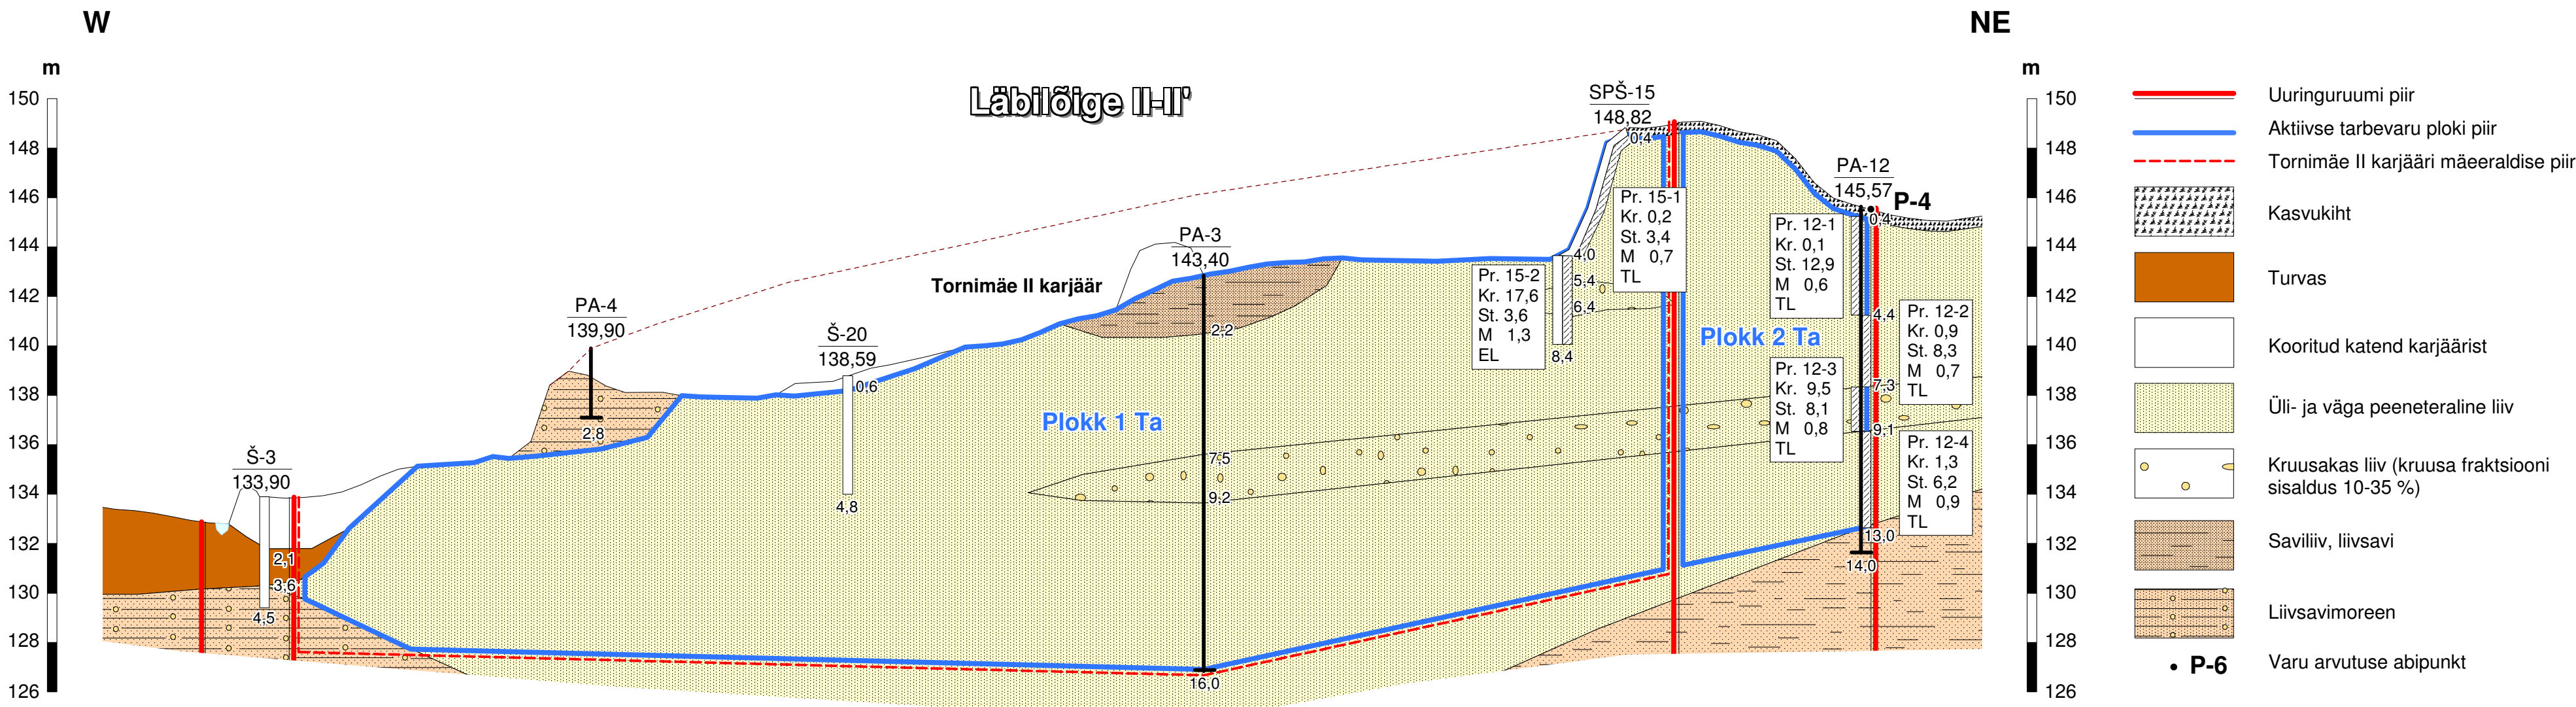 W
NE
m
m
Läbilõige II-II'
150
148
146
144
142
140
138
136
134
132
130
128
126
Š-3
133,90
2,1
3,6
4,5
PA-4
139,90
2,8
Š-20
138,59
0,6
4,8
Tornimäe II karjäär
PA-3
143,40
2,2
7,5
9,2
16,0
Plokk 1 Ta
SPŠ-15
148,82
0,4
4,0
5,4
6,4
8,4
Pr. 15-2
Kr. 17,6
St. 3,6
M 1,3
EL
Pr. 15-1
Kr. 0,2
St. 3,4
M 0,7
TL
Plokk 2 Ta
PA-12
145,57
P-4
0,4
4,4
7,3
9,1
13,0
14,0
Pr. 12-1
Kr. 0,1
St. 12,9
M 0,6
TL
Pr. 12-2
Kr. 0,9
St. 8,3
M 0,7
TL
Pr. 12-3
Kr. 9,5
St. 8,1
M 0,8
TL
Pr. 12-4
Kr. 1,3
St. 6,2
M 0,9
TL
150
148
146
144
142
140
138
136
134
132
130
128
126
Uuringuruumi piir
Aktiivse tarbevaru ploki piir
Tornimäe II karjääri mäeeraldise piir
Kasvukiht
Turvas
Kooritud katend karjäärist
Üli- ja väga peeneteraline liiv
Kruusakas liiv (kruusa fraktsiooni
sisaldus 10-35 %)
Saviliiv, liivsavi
Liivsavimoreen
P-6 Varu arvutuse abipunkt